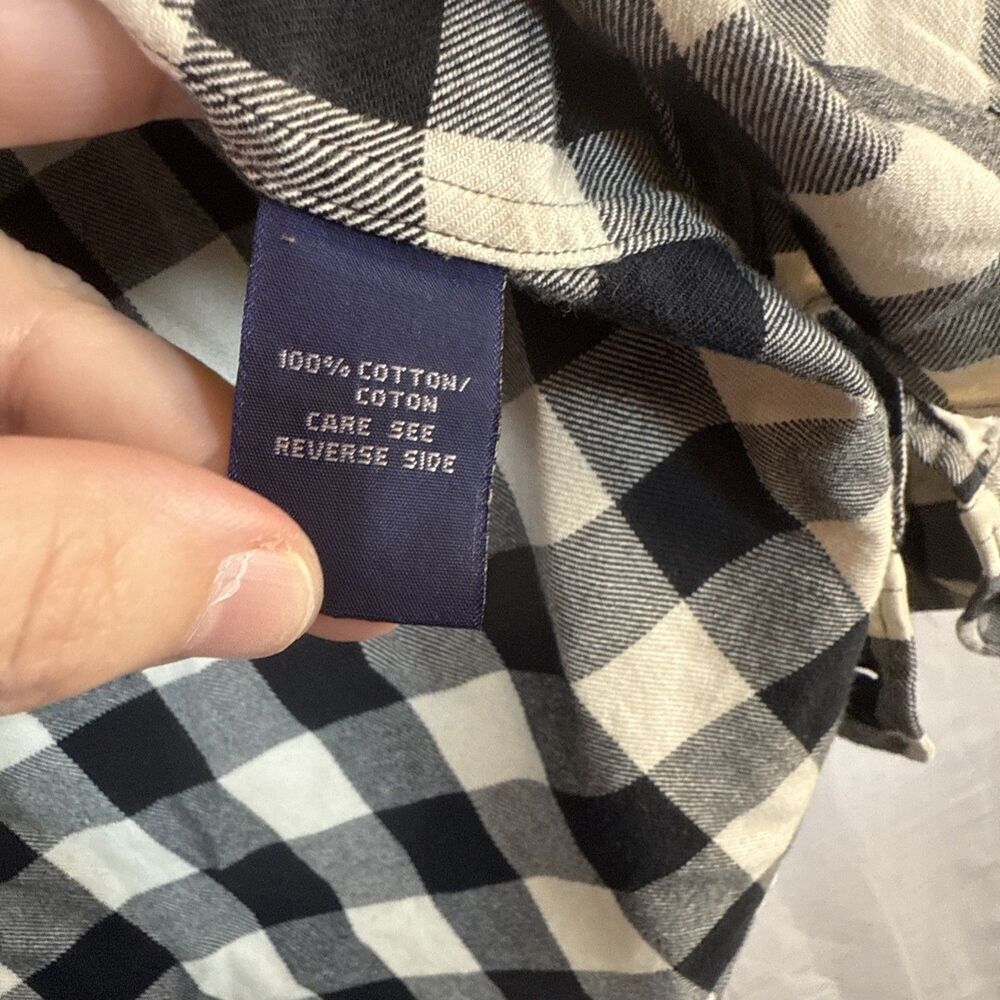 100% COTTON/
COTON
CARE SEE
REVERSE SIDE